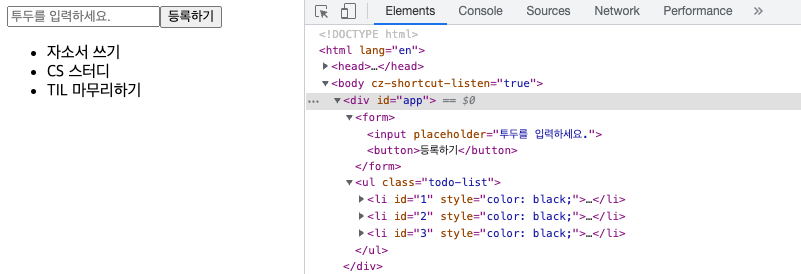 투두를 입력하세요. 등록하기
• 자소서 쓰기
• CS 스터디
• TIL 마무리하기
Elements Console Sources Network Performance »
<!DOCTYPE html>
<html lang="en">
<head>…</head>
<body cz-shortcut-listen="true">
<div id="app"> == $0
<form>
<input placeholder="투두를 입력하세요.">
<button>등록하기</button>
</form>
<ul class="todo-list">
<li id="1" style="color: black;">…</li>
<li id="2" style="color: black;">…</li>
<li id="3" style="color: black;">…</li>
</ul>
</div>